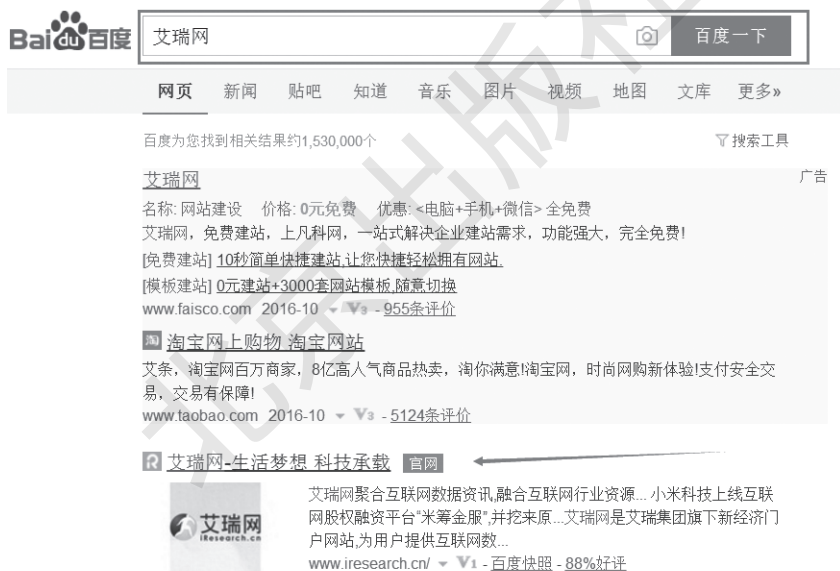 Bai du 百度 艾瑞网 百度一下
网页 新闻 贴吧 知道 音乐 图片 视频 地图 文库 更多»
百度为您找到相关结果约1,530,000个 搜索工具
艾瑞网 广告
名称: 网站建设 价格: 0元免费 优惠: <电脑+手机+微信> 全免费
艾瑞网，免费建站，上凡科网，一站式解决企业建站需求，功能强大，完全免费!
[免费建站] 10秒简单快捷建站,让您快捷轻松拥有网站.
[模板建站] 0元建站+3000套网站模板,随意切换
www.faisco.com 2016-10 V3 - 955条评价
淘 淘宝网上购物 淘宝网站
艾条，淘宝网百万商家，8亿高人气商品热卖，淘你满意!淘宝网，时尚网购新体验!支付安全交
易，交易有保障!
www.taobao.com 2016-10 V3 - 5124条评价
艾瑞网-生活梦想 科技承载 官网
艾瑞网
iResearch.cn
艾瑞网聚合互联网数据资讯,融合互联网行业资源... 小米科技上线互联
网股权融资平台“米筹金服”,并挖来原...艾瑞网是艾瑞集团旗下新经济门
户网站,为用户提供互联网数...
www.iresearch.cn/ V1 - 百度快照 - 88%好评
北京出版社